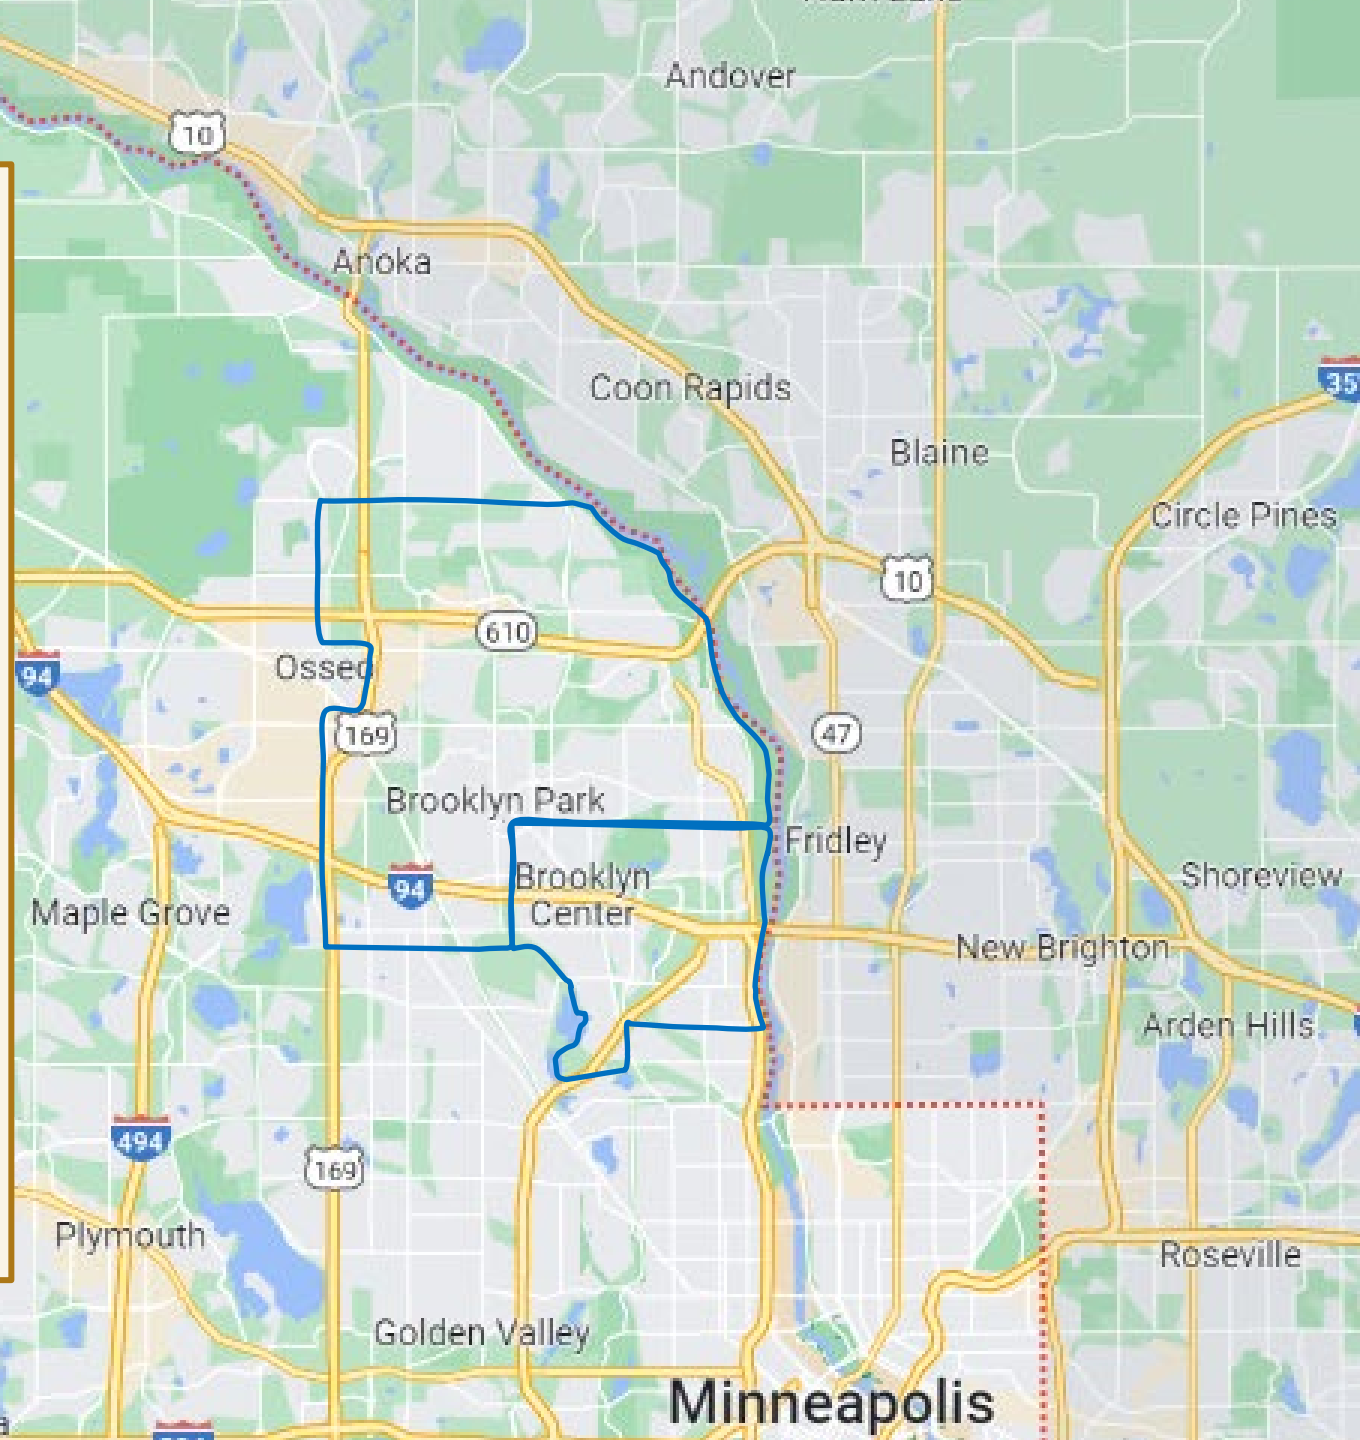 Andover
10
Anoka
Coon Rapids
35
Blaine
Circle Pines
10
610
Osseo
94
169
47
Brooklyn Park
Fridley
94
Brooklyn
Center
Shoreview
Maple Grove
New Brighton
Arden Hills
494
169
Plymouth
Roseville
Golden Valley
Minneapolis